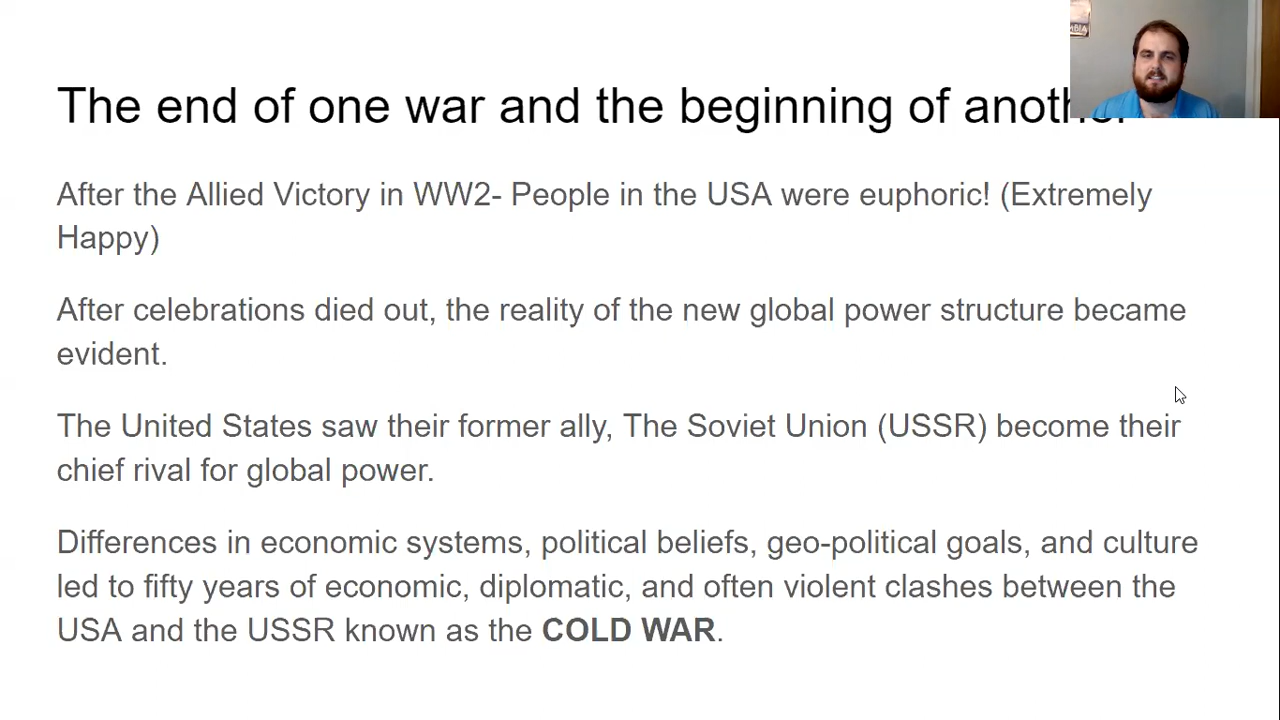 The end of one war and the beginning of another
After the Allied Victory in WW2- People in the USA were euphoric! (Extremely
Happy)
After celebrations died out, the reality of the new global power structure became
evident.
The United States saw their former ally, The Soviet Union (USSR) become their
chief rival for global power.
Differences in economic systems, political beliefs, geo-political goals, and culture
led to fifty years of economic, diplomatic, and often violent clashes between the
USA and the USSR known as the COLD WAR.